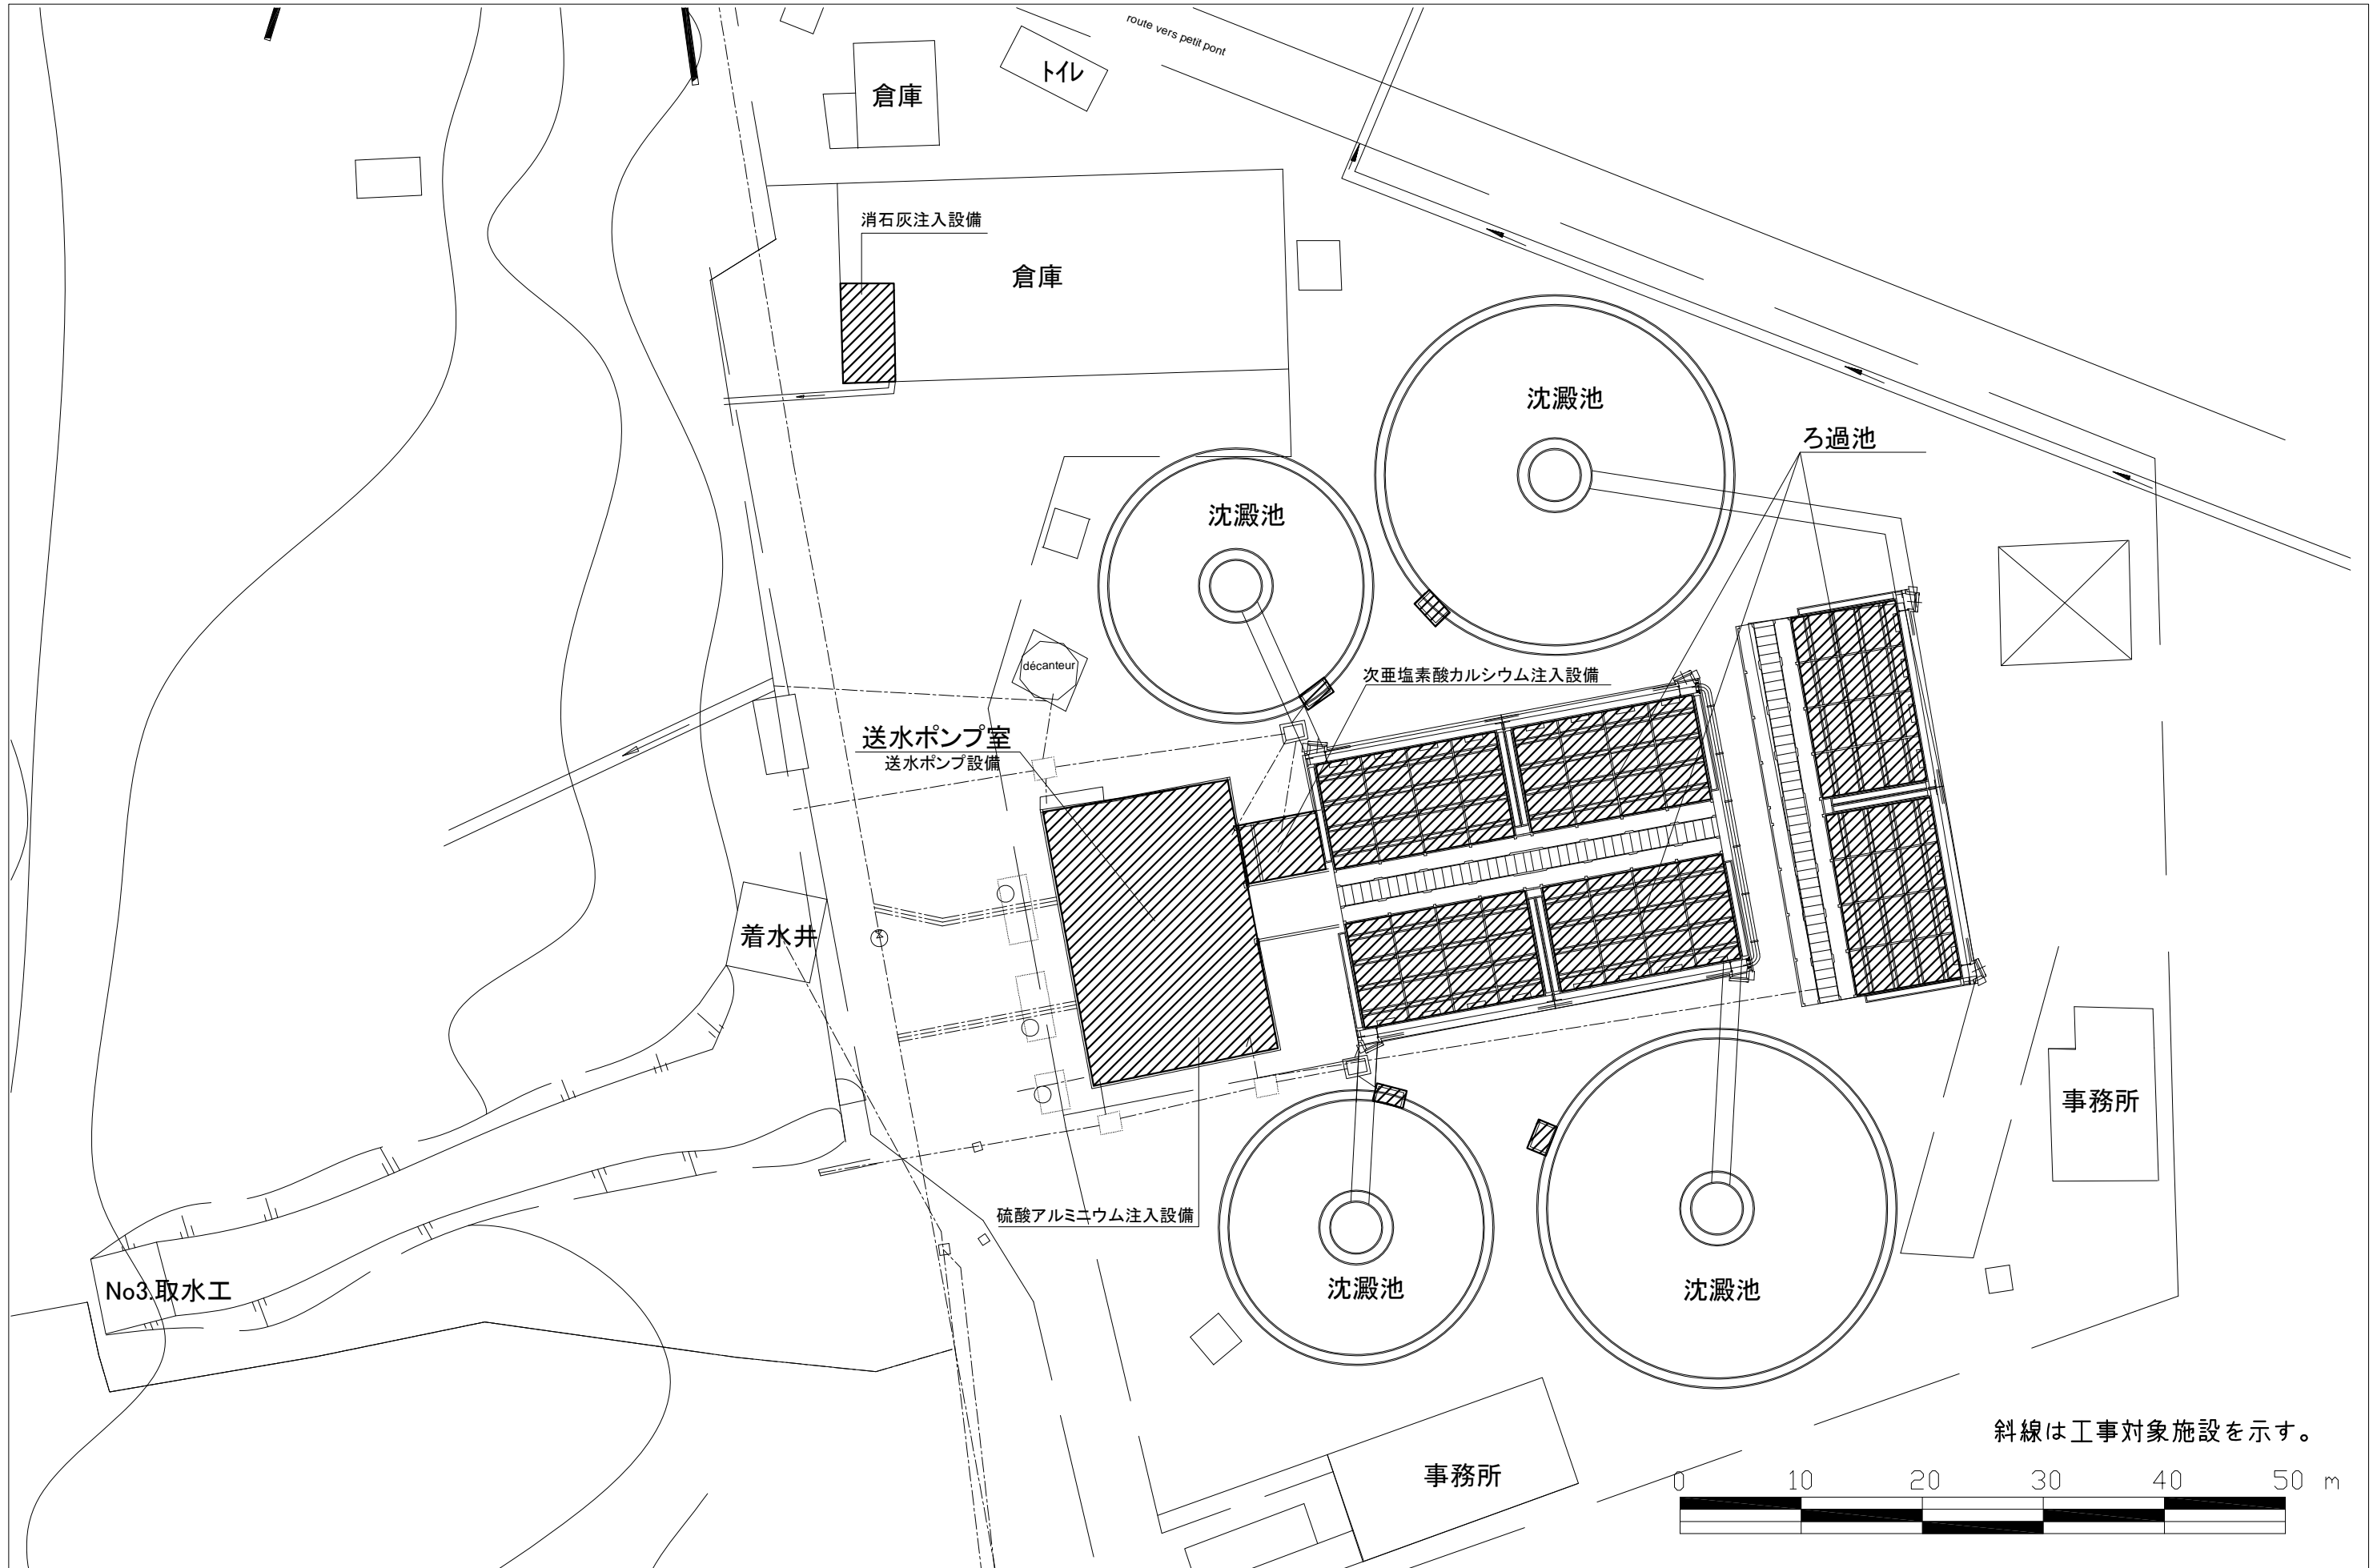 route vers petit pont
トイレ
倉庫
消石灰注入設備
倉庫
沈澱池
ろ過池
沈澱池
décanteur
次亜塩素酸カルシウム注入設備
送水ポンプ室
送水ポンプ設備
着水井
事務所
硫酸アルミニウム注入設備
No3.取水工
沈澱池
沈澱池
斜線は工事対象施設を示す。
事務所
0 10 20 30 40 50 m